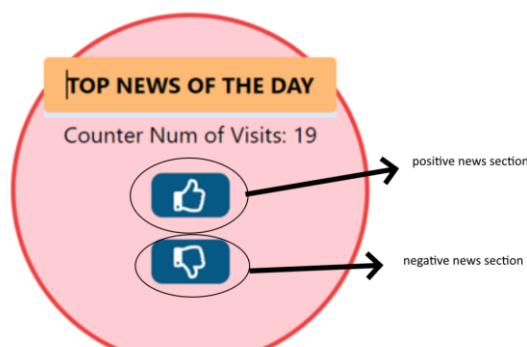 TOP NEWS OF THE DAY
Counter Num of Visits: 19
positive news section
negative news section